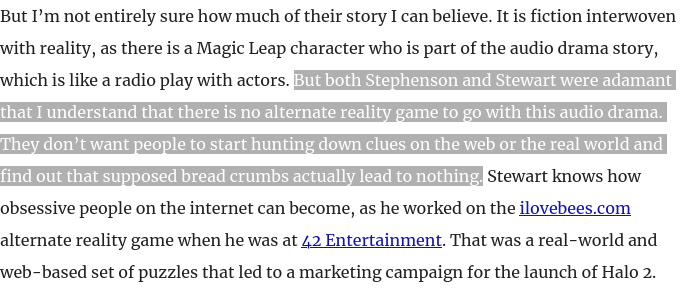 But I’m not entirely sure how much of their story I can believe. It is fiction interwoven
with reality, as there is a Magic Leap character who is part of the audio drama story,
which is like a radio play with actors. But both Stephenson and Stewart were adamant
that I understand that there is no alternate reality game to go with this audio drama.
They don’t want people to start hunting down clues on the web or the real world and
find out that supposed bread crumbs actually lead to nothing. Stewart knows how
obsessive people on the internet can become, as he worked on the ilovebees.com
alternate reality game when he was at 42 Entertainment. That was a real-world and
web-based set of puzzles that led to a marketing campaign for the launch of Halo 2.